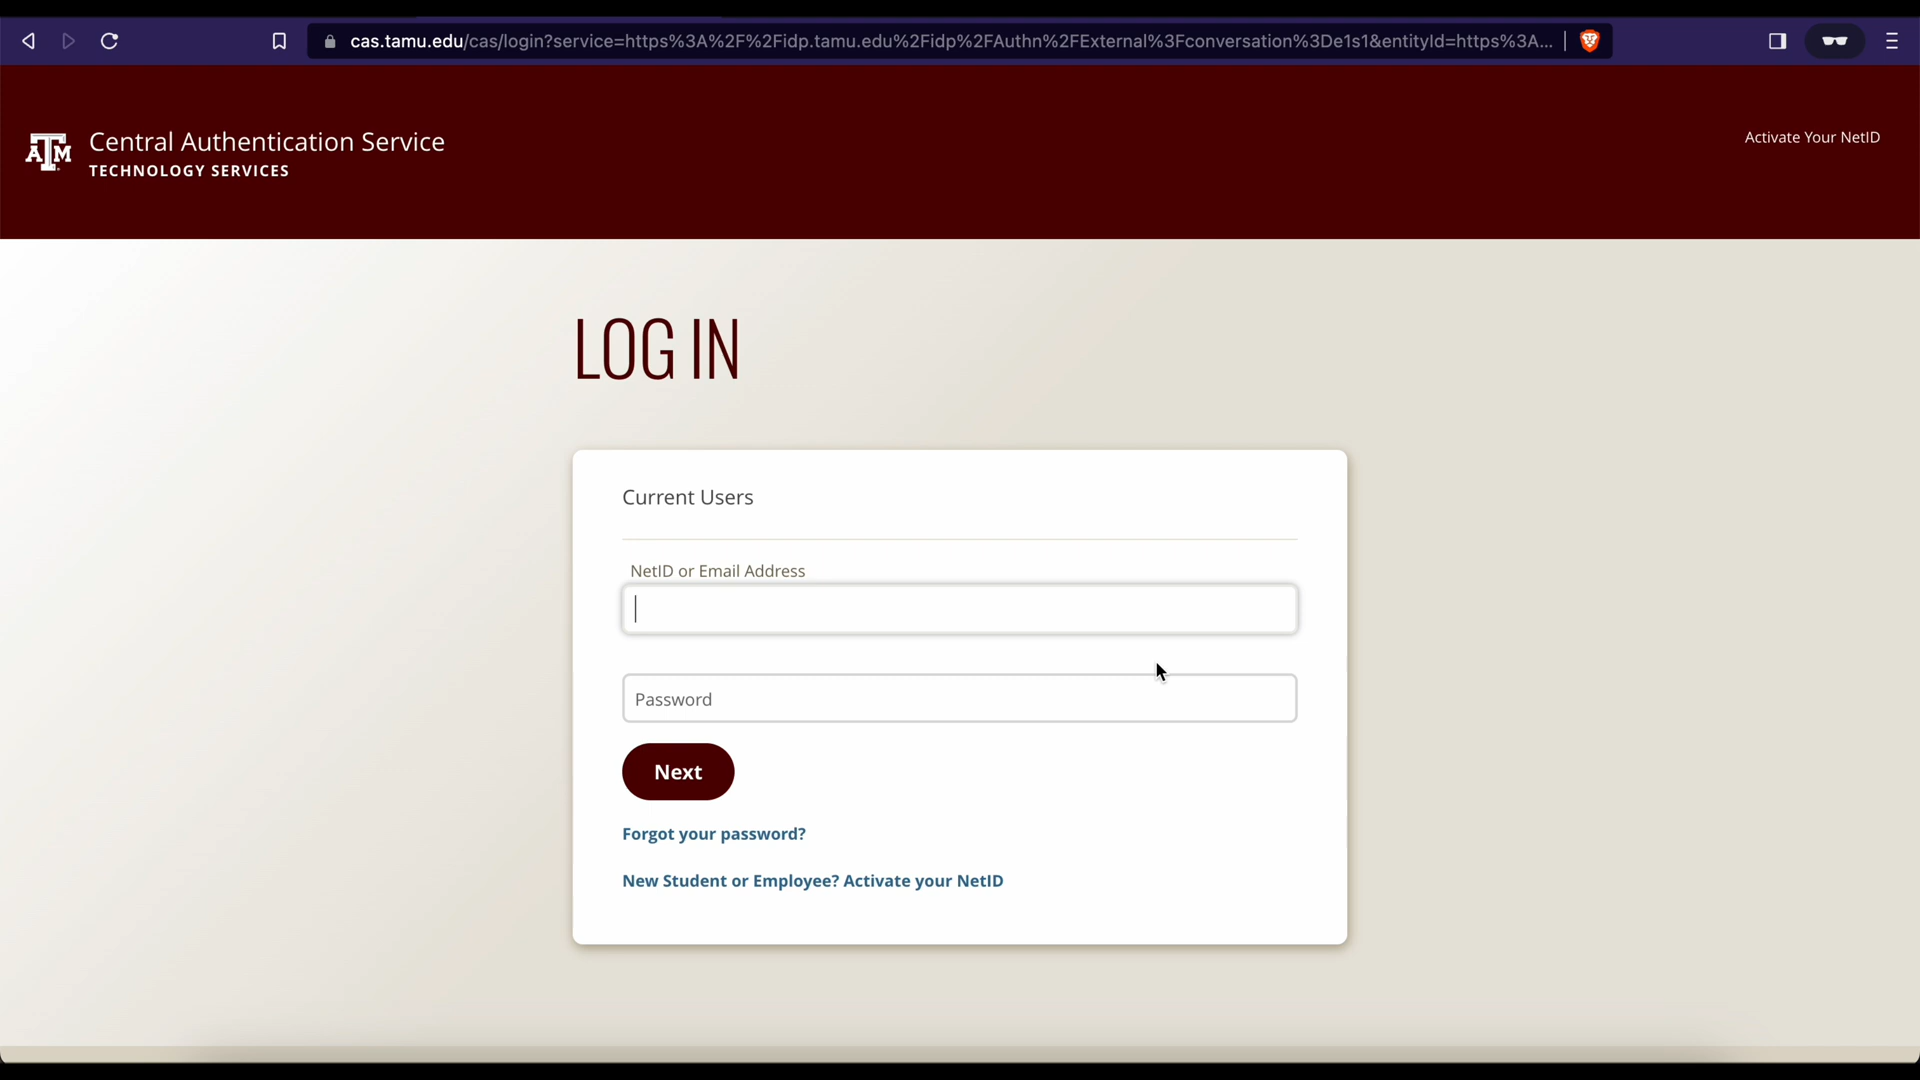 cas.tamu.edu/cas/login?service=https%3A%2F%2Fidp.tamu.edu%2Fidp%2FAuthn%2FExternal%3Fconversation%3De1s1&entityId=https%3A...
ATM
Central Authentication Service
TECHNOLOGY SERVICES
Activate Your NetID
LOG IN
Current Users
NetID or Email Address
Password
Next
Forgot your password?
New Student or Employee? Activate your NetID